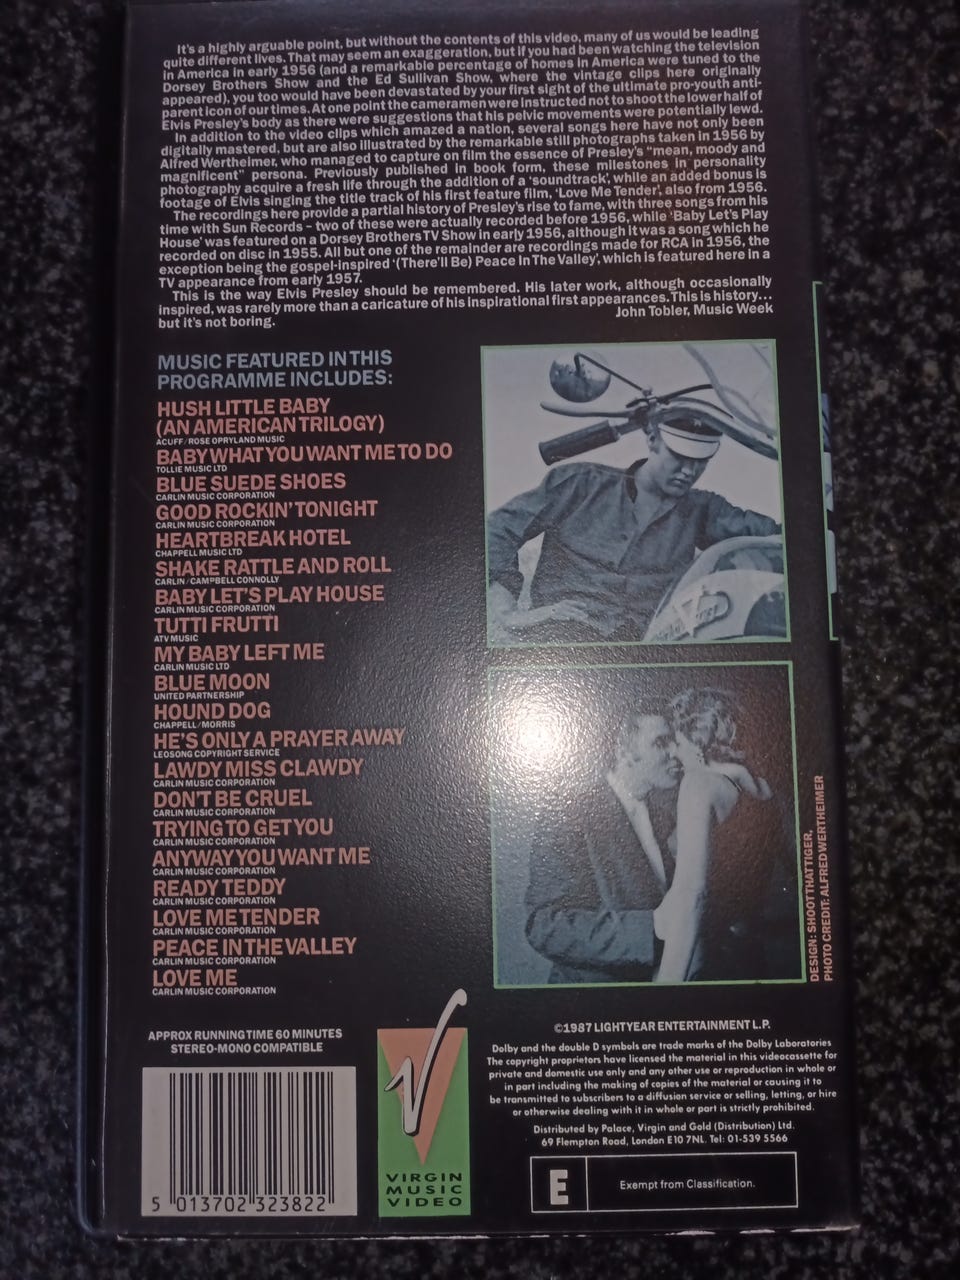 It's a highly arguable point, but without the contents of this video, many of us would be leading
quite different lives. That may seem an exaggeration, but if you had been watching the television
in America in early 1956 (and a remarkable percentage of homes in America were tuned to the
Dorsey Brothers Show and the Ed Sullivan Show, where the vintage clips here originally
appeared), you too would have been devastated by your first sight of the ultimate pro-youth anti-
parent icon of our times. At one point the cameramen were instructed not to shoot the lower half of
Elvis Presley's body as there were suggestions that his pelvic movements were potentially lewd.
In addition to the video clips which amazed a nation, several songs here have not only been
digitally mastered, but are also illustrated by the remarkable still photographs taken in 1956 by
Alfred Wertheimer, who managed to capture on film the essence of Presley's "mean, moody and
magnificent" persona. Previously published in book form, these milestones in personality
photography acquire a fresh life through the addition of a 'soundtrack', while an added bonus is
footage of Elvis singing the title track of his first feature film, 'Love Me Tender', also from 1956.
The recordings here provide a partial history of Presley's rise to fame, with three songs from his
time with Sun Records – two of these were actually recorded before 1956, while 'Baby Let's Play
House' was featured on a Dorsey Brothers TV Show in early 1956, although it was a song which he
recorded on disc in 1955. All but one of the remainder are recordings made for RCA in 1956, the
exception being the gospel-inspired '(There'll Be) Peace In The Valley', which is featured here in a
TV appearance from early 1957.
This is the way Elvis Presley should be remembered. His later work, although occasionally
inspired, was rarely more than a caricature of his inspirational first appearances. This is history...
but it's not boring.
John Tobler, Music Week
MUSIC FEATURED IN THIS
PROGRAMME INCLUDES:
HUSH LITTLE BABY
(AN AMERICAN TRILOGY)
ACUFF/ROSE OPRYLAND MUSIC
BABY WHAT YOU WANT ME TO DO
TOLLIE MUSIC LTD
BLUE SUEDE SHOES
CARLIN MUSIC CORPORATION
GOOD ROCKIN' TONIGHT
CARLIN MUSIC CORPORATION
HEARTBREAK HOTEL
CHAPPELL MUSIC LTD
SHAKE RATTLE AND ROLL
CARLIN/CAMPBELL CONNOLLY
BABY LET'S PLAY HOUSE
CARLIN MUSIC CORPORATION
TUTTI FRUTTI
ATV MUSIC
MY BABY LEFT ME
CARLIN MUSIC LTD
BLUE MOON
UNITED PARTNERSHIP
HOUND DOG
CHAPPELL/MORRIS
HE'S ONLY A PRAYER AWAY
LEOSONG COPYRIGHT SERVICE
LAWDY MISS CLAWDY
CARLIN MUSIC CORPORATION
DON'T BE CRUEL
CARLIN MUSIC CORPORATION
TRYING TO GET YOU
CARLIN MUSIC CORPORATION
ANYWAY YOU WANT ME
CARLIN MUSIC CORPORATION
READY TEDDY
CARLIN MUSIC CORPORATION
LOVE ME TENDER
CARLIN MUSIC CORPORATION
PEACE IN THE VALLEY
CARLIN MUSIC CORPORATION
LOVE ME
CARLIN MUSIC CORPORATION
DESIGN: SHOOT THAT TIGER,
PHOTO CREDIT: ALFRED WERTHEIMER
APPROX RUNNING TIME 60 MINUTES
STEREO-MONO COMPATIBLE
5 013702 323822
V
VIRGIN
MUSIC
VIDEO
©1987 LIGHTYEAR ENTERTAINMENT L.P.
Dolby and the double D symbols are trade marks of the Dolby Laboratories
The copyright proprietors have licensed the material in this videocassette for
private and domestic use only and any other use or reproduction in whole or
in part including the making of copies of the material or causing it to
be transmitted to subscribers to a diffusion service or selling, letting, or hire
or otherwise dealing with it in whole or part is strictly prohibited.
Distributed by Palace, Virgin and Gold (Distribution) Ltd.
69 Flempton Road, London E10 7NL. Tel: 01-539 5566
E
Exempt from Classification.